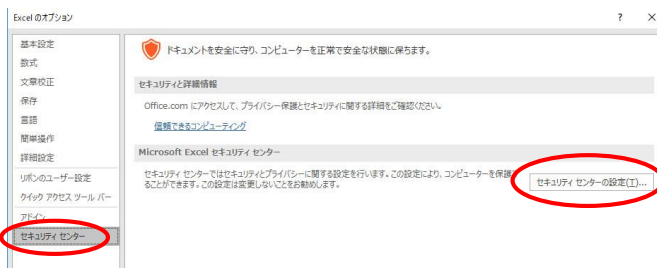 Excel のオプション
? ×
基本設定
数式
文章校正
保存
言語
簡単操作
詳細設定
リボンのユーザー設定
クイック アクセス ツール バー
アドイン
セキュリティ センター
ドキュメントを安全に守り、コンピューターを正常で安全な状態に保ちます。
セキュリティと詳細情報
Office.com にアクセスして、プライバシー保護とセキュリティに関する詳細をご確認ください。
信頼できるコンピューティング
Microsoft Excel セキュリティ センター
セキュリティ センターではセキュリティとプライバシーに関する設定を行います。この設定により、コンピューターを保護
ることができます。この設定は変更しないことをお勧めします。
セキュリティ センターの設定(T)...